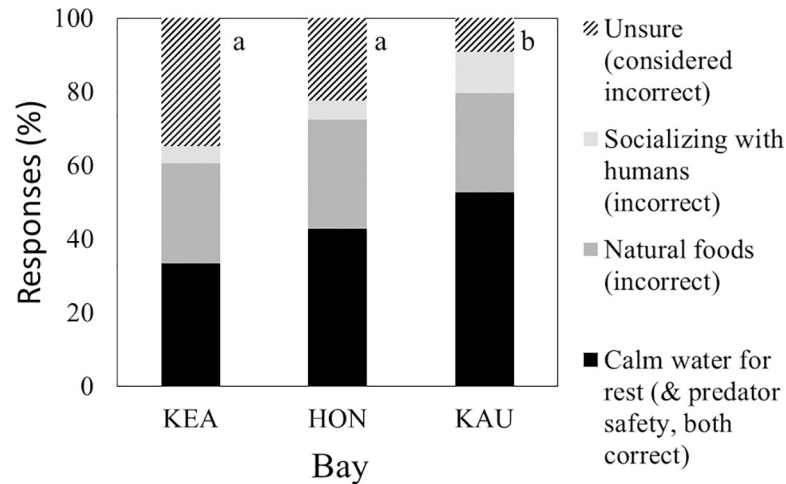 100
80
60
40
20
0
Responses (%)
a
a
b
KEA
HON
KAU
Bay
Unsure
(considered
incorrect)
Socializing with
humans
(incorrect)
Natural foods
(incorrect)
Calm water for
rest (& predator
safety, both
correct)